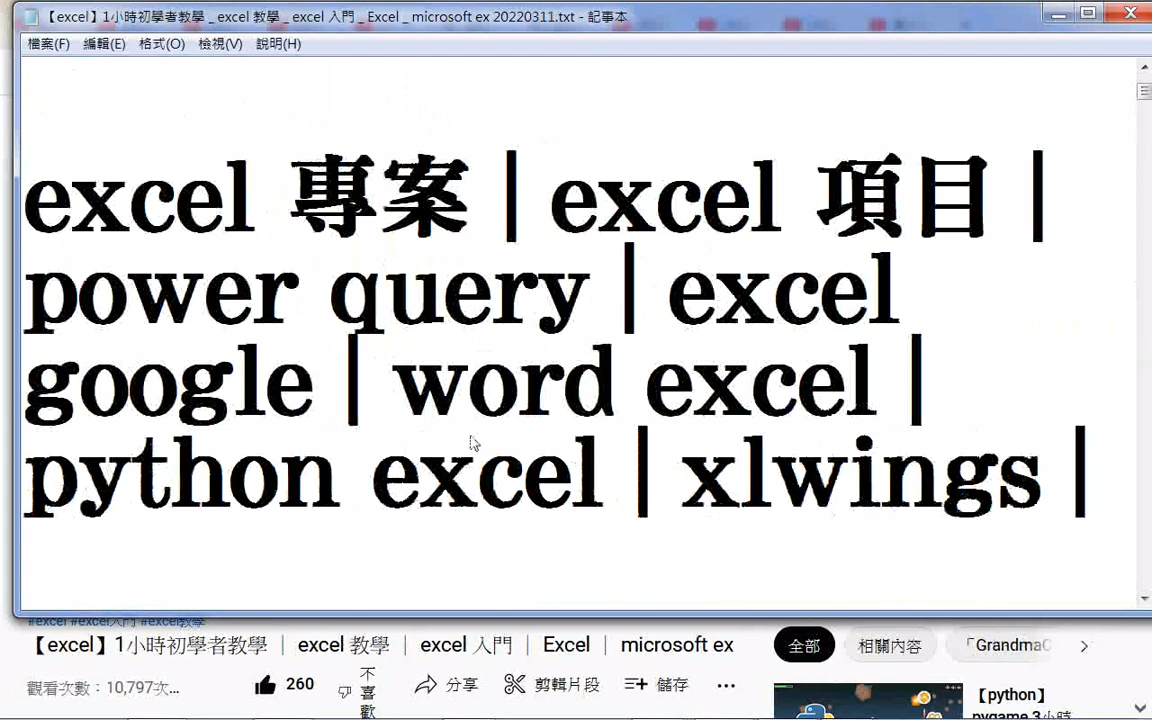 【excel】1小時初學者教學 _ excel 教學 _ excel 入門 _ Excel _ microsoft ex 20220311.txt - 記事本
檔案(F) 編輯(E) 格式(O) 檢視(V) 說明(H)
excel 專案 | excel 項目 |
power query | excel
google | word excel |
python excel | xlwings |
#excel #excel入門 #excel教學
【excel】1小時初學者教學 | excel 教學 | excel 入門 | Excel | microsoft ex
全部 相關內容 「GrandmaC
觀看次數：10,797次...
260 不喜歡 分享 剪輯片段 儲存
【python】
pygame 3小時